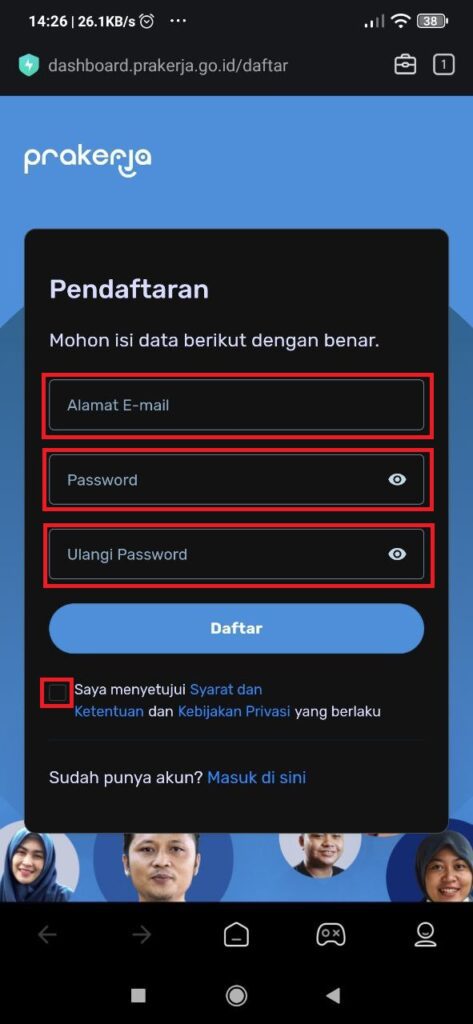 14:26 | 26.1KB/s
38
dashboard.prakerja.go.id/daftar
1
prakerja
Pendaftaran
Mohon isi data berikut dengan benar.
Alamat E-mail
Password
Ulangi Password
Daftar
Saya menyetujui Syarat dan
Ketentuan dan Kebijakan Privasi yang berlaku
Sudah punya akun? Masuk di sini